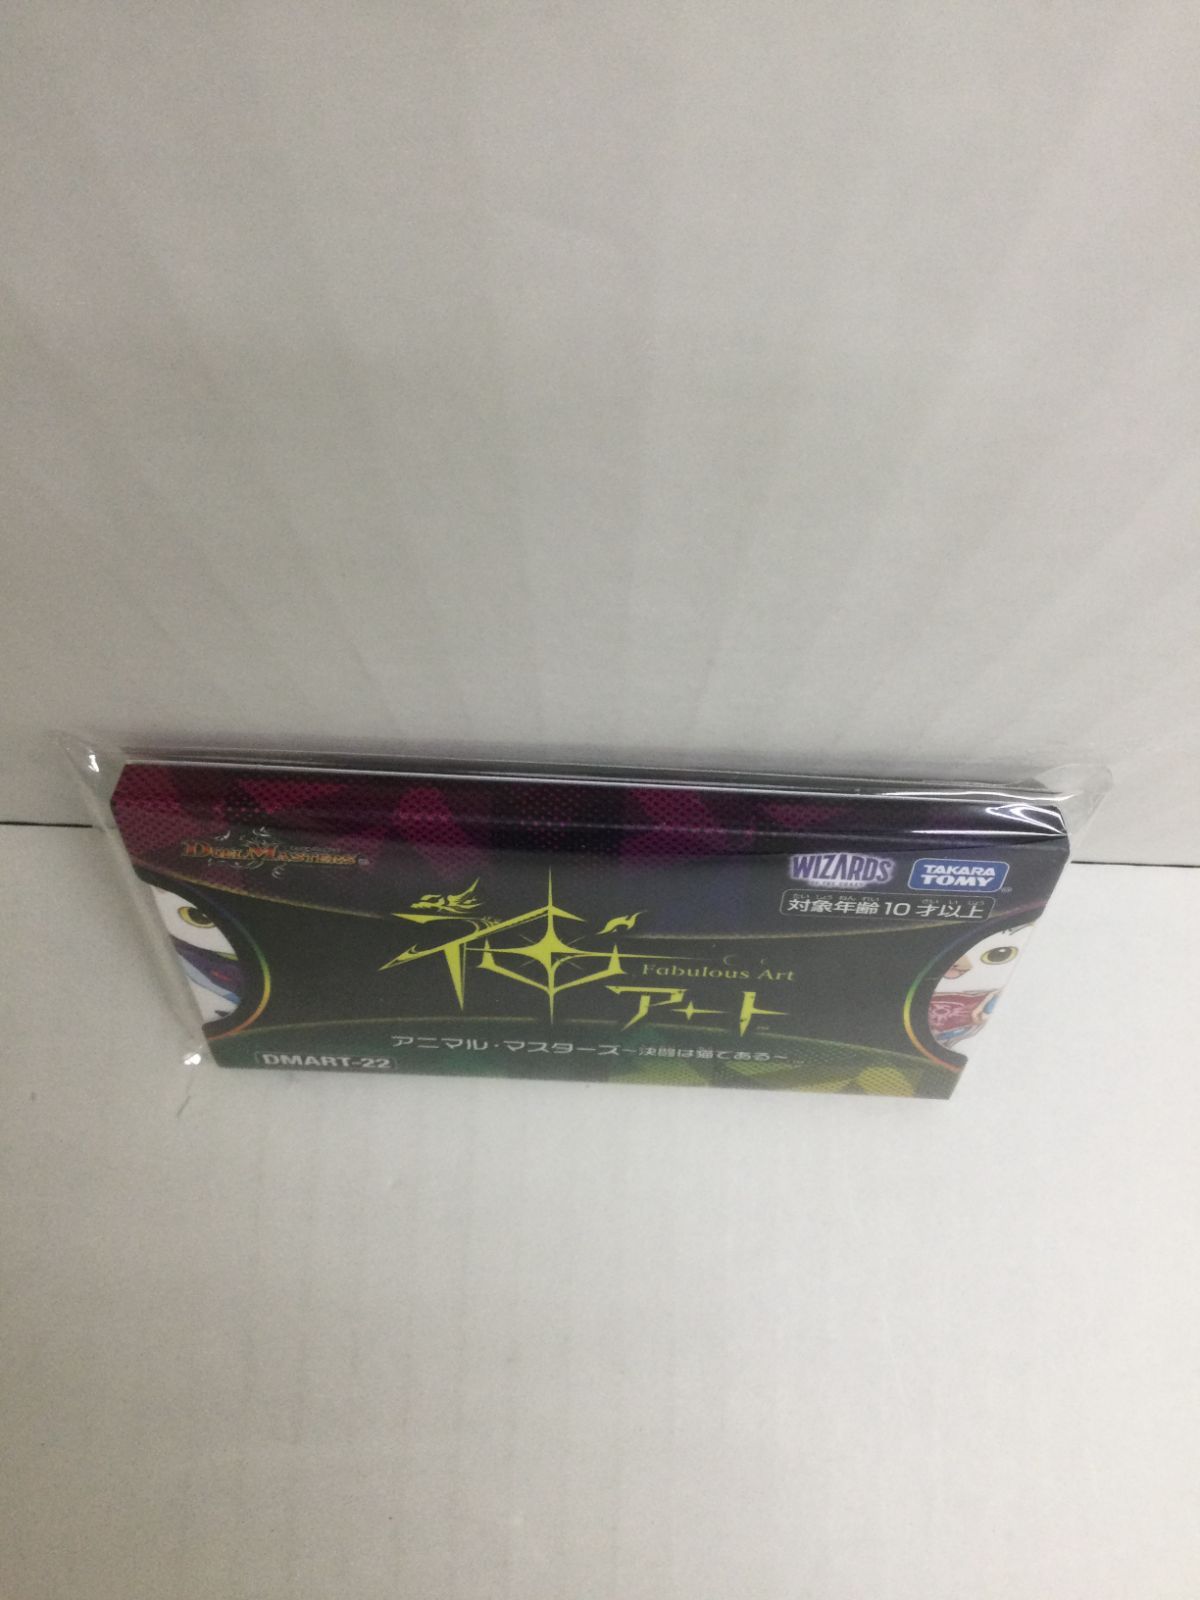 DUEL MASTERS
WIZARDS
TAKARA TOMY
対象年齢10才以上
神アート
Fabulous Art
アニマル・マスターズ～決闘は猫である～
DMART-22